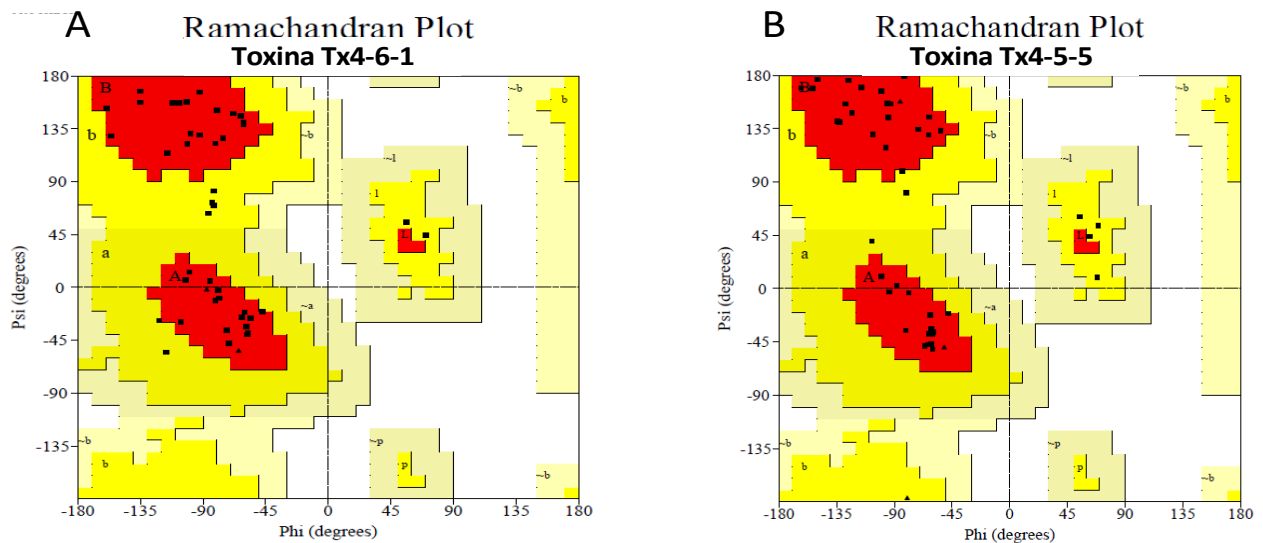 A
Ramachandran Plot
Toxina Tx4-6-1
B
b
~b
~l
l
L
a
A
~a
~b
b
~p
p
~b
b
~b
180
135
90
45
0
-45
-90
-135
-180
-135
-90
-45
0
45
90
135
180
Psi (degrees)
Phi (degrees)
B
Ramachandran Plot
Toxina Tx4-5-5
B
b
~b
~l
l
L
a
A
~a
~b
b
~p
p
~b
b
~b
180
135
90
45
0
-45
-90
-135
-180
-135
-90
-45
0
45
90
135
180
Psi (degrees)
Phi (degrees)